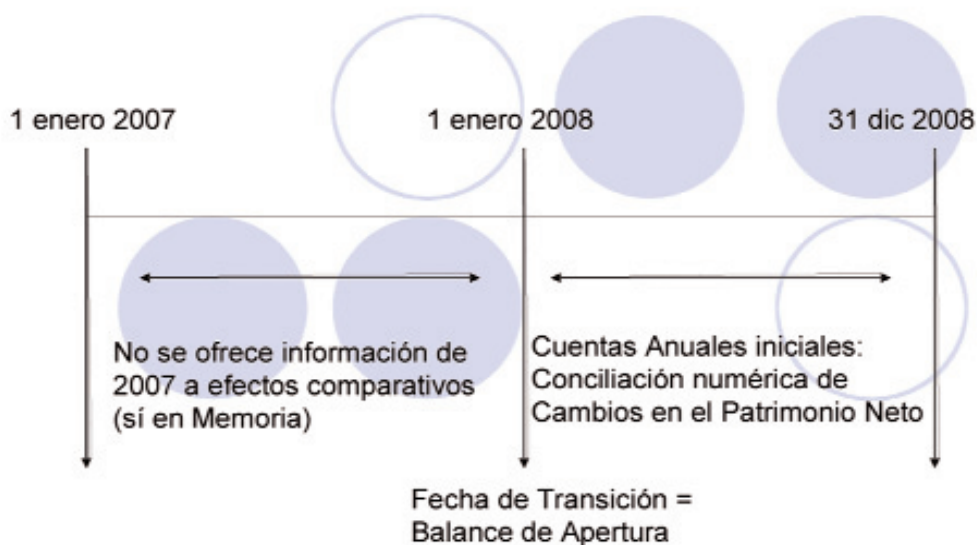 1 enero 2007
1 enero 2008
31 dic 2008
No se ofrece información de
2007 a efectos comparativos
(sí en Memoria)
Cuentas Anuales iniciales:
Conciliación numérica de
Cambios en el Patrimonio Neto
Fecha de Transición =
Balance de Apertura